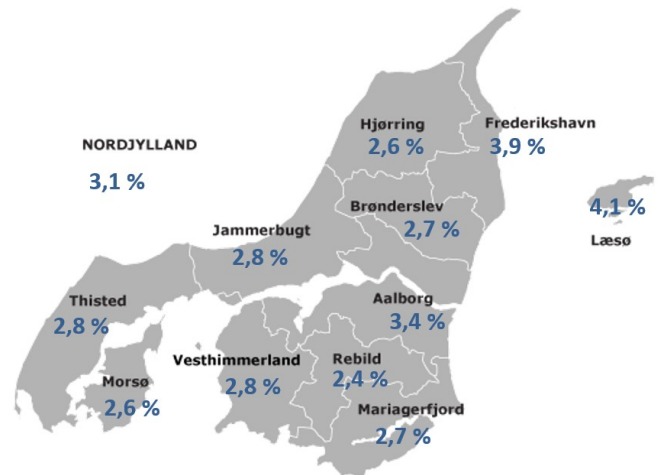 Hjørring
2,6 %
Frederikshavn
3,9 %
NORDJYLLAND
3,1 %
Brønderslev
2,7 %
4,1 %
Læsø
Jammerbugt
2,8 %
Thisted
2,8 %
Aalborg
3,4 %
Vesthimmerland
2,8 %
Rebild
2,4 %
Morsø
2,6 %
Mariagerfjord
2,7 %